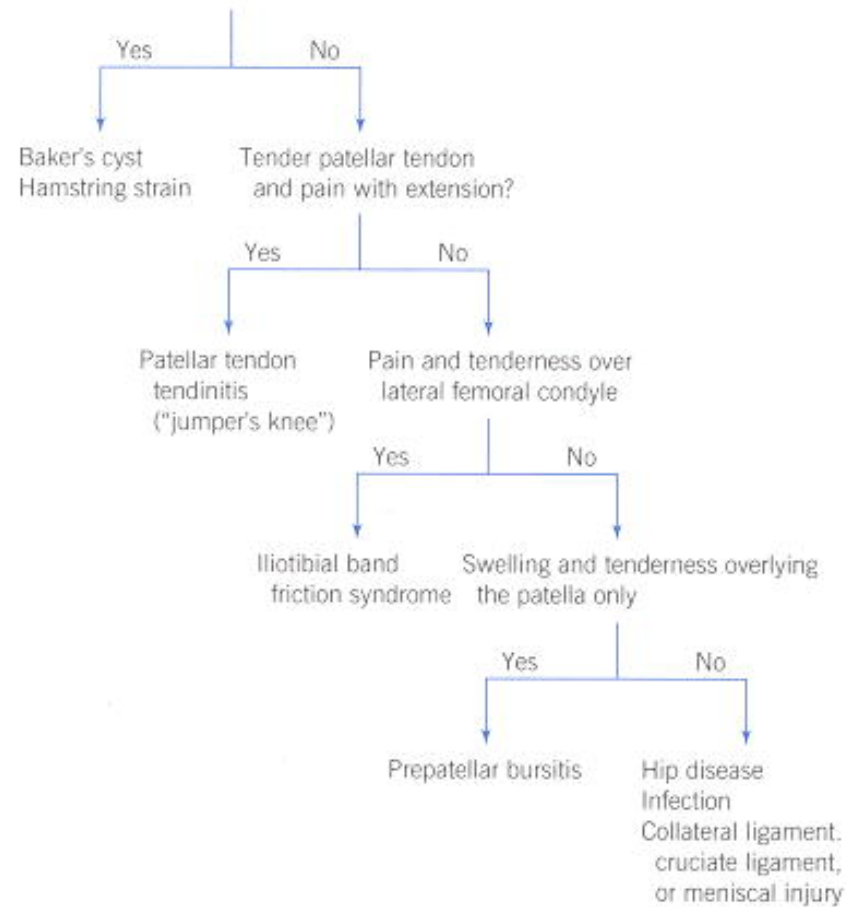 Yes
No
Baker's cyst
Hamstring strain
Tender patellar tendon
and pain with extension?
Yes
No
Patellar tendon
tendinitis
("jumper's knee")
Pain and tenderness over
lateral femoral condyle
Yes
No
Iliotibial band
friction syndrome
Swelling and tenderness overlying
the patella only
Yes
No
Prepatellar bursitis
Hip disease
Infection
Collateral ligament.
cruciate ligament,
or meniscal injury